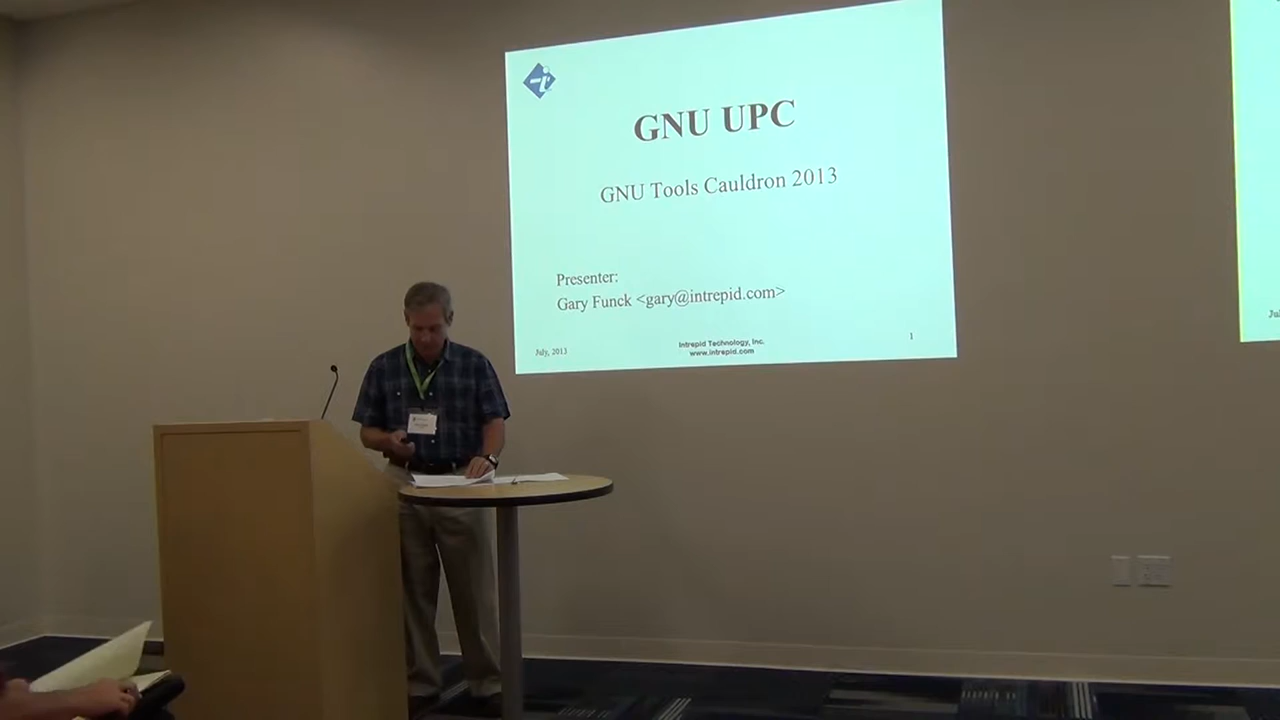 GNU UPC
GNU Tools Cauldron 2013
Presenter:
Gary Funck <gary@intrepid.com>
July, 2013
Intrepid Technology, Inc.
www.intrepid.com
1
Jul